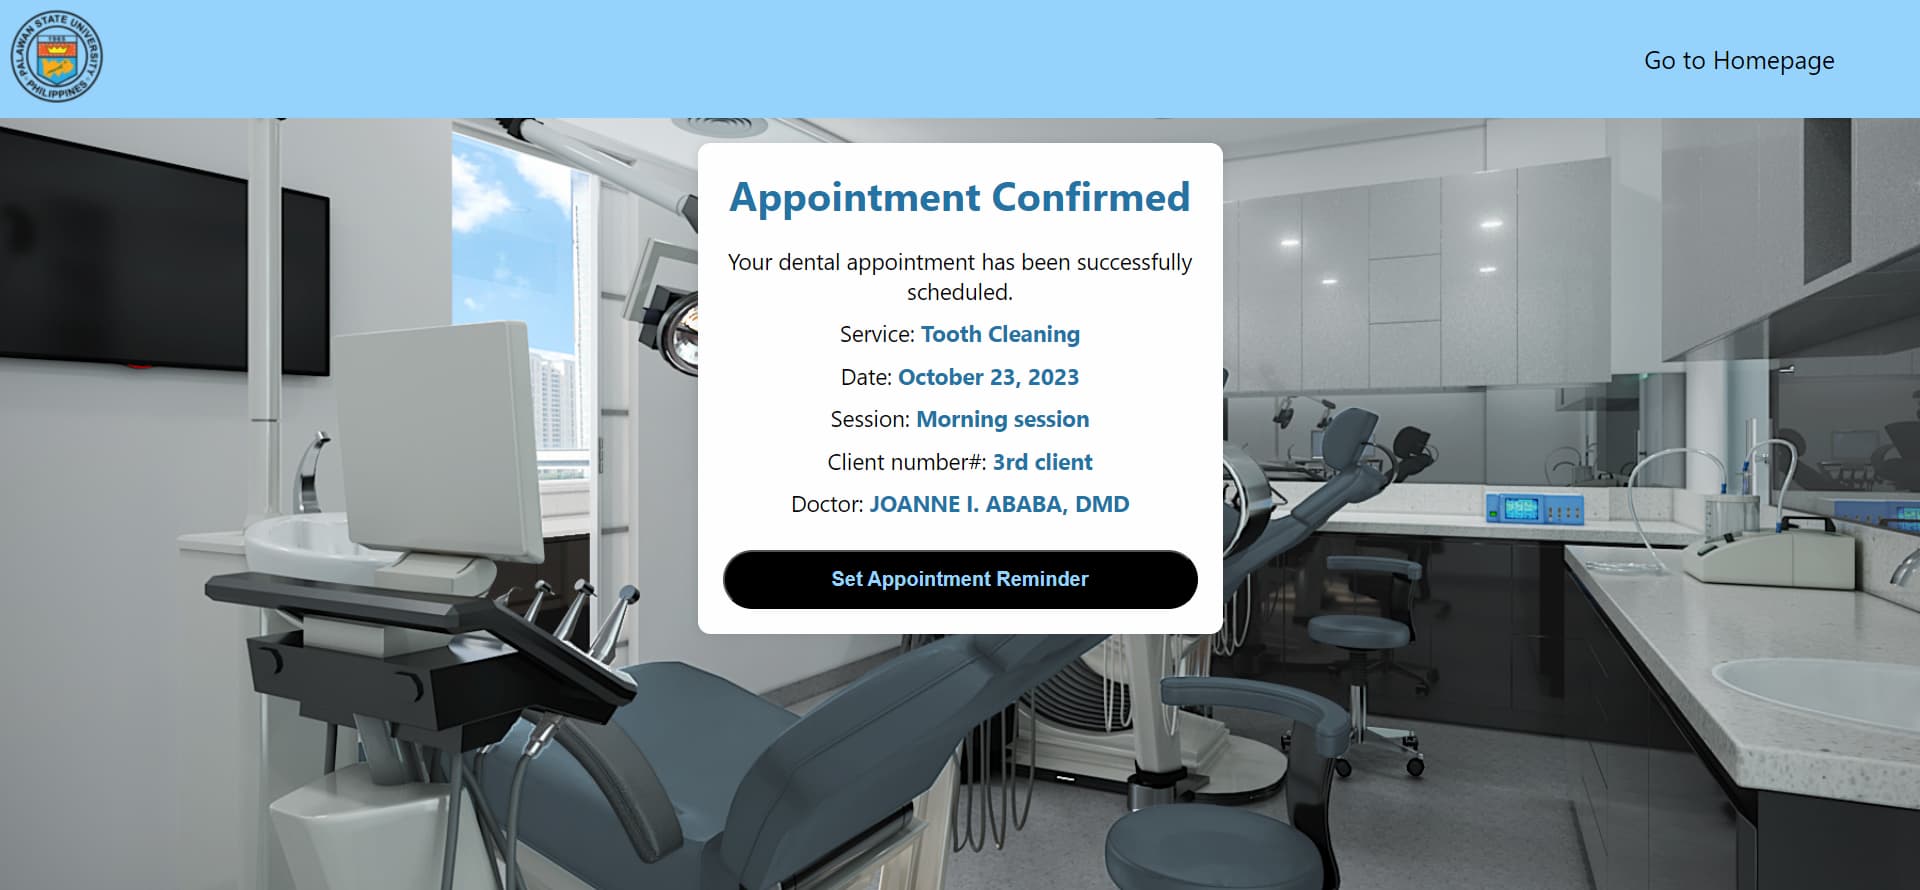 PALAWAN STATE UNIVERSITY
1965
PHILIPPINES
Go to Homepage
Appointment Confirmed
Your dental appointment has been successfully
scheduled.
Service: Tooth Cleaning
Date: October 23, 2023
Session: Morning session
Client number#: 3rd client
Doctor: JOANNE I. ABABA, DMD
Set Appointment Reminder